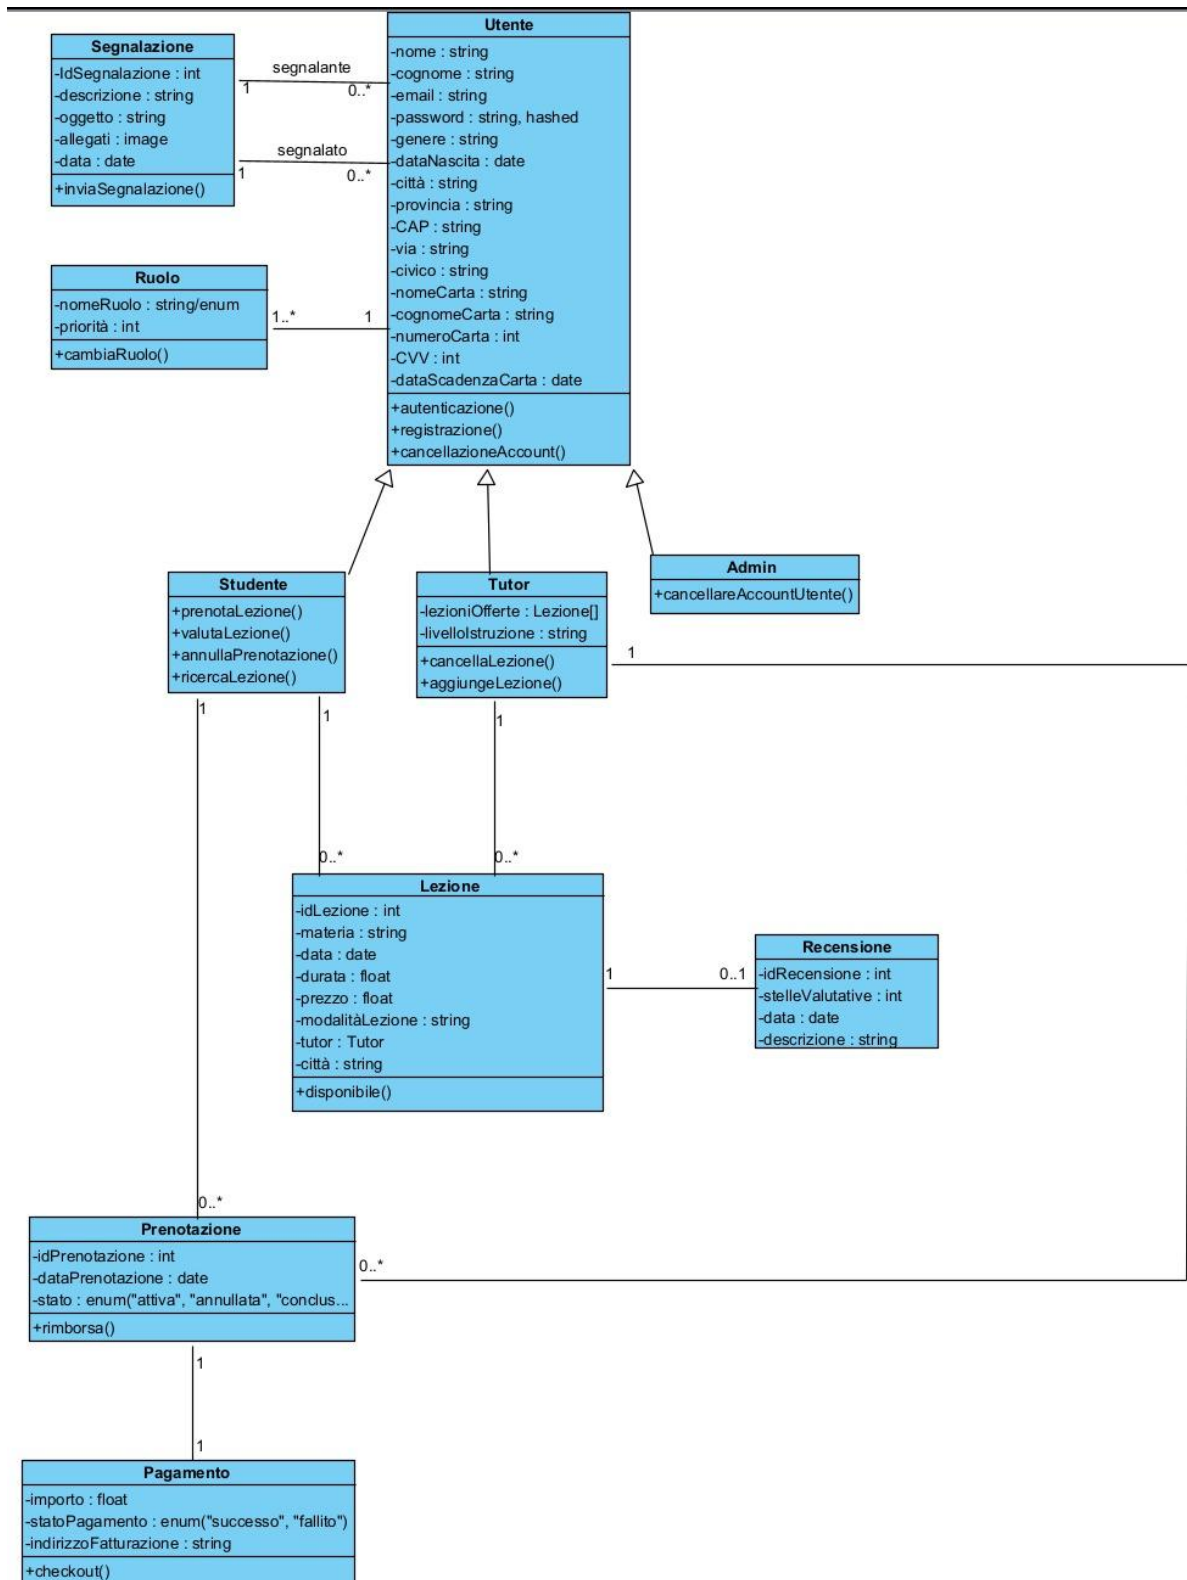 Utente
-nome : string
-cognome : string
-email : string
-password : string, hashed
-genere : string
-dataNascita : date
-città : string
-provincia : string
-CAP : string
-via : string
-civico : string
-nomeCarta : string
-cognomeCarta : string
-numeroCarta : int
-CVV : int
-dataScadenzaCarta : date
+autenticazione()
+registrazione()
+cancellazioneAccount()
Segnalazione
-IdSegnalazione : int
-descrizione : string
-oggetto : string
-allegati : image
-data : date
+inviaSegnalazione()
segnalante
1
0..*
segnalato
1
0..*
Ruolo
-nomeRuolo : string/enum
-priorità : int
+cambiaRuolo()
1..*
1
Studente
+prenotaLezione()
+valutaLezione()
+annullaPrenotazione()
+ricercaLezione()
Tutor
-lezioniOfferte : Lezione[]
-livelloIstruzione : string
+cancellaLezione()
+aggiungeLezione()
Admin
+cancellareAccountUtente()
1
1
1
1
0..*
0..*
Lezione
-idLezione : int
-materia : string
-data : date
-durata : float
-prezzo : float
-modalitàLezione : string
-tutor : Tutor
-città : string
+disponibile()
1
0..1
Recensione
-idRecensione : int
-stelleValutative : int
-data : date
-descrizione : string
0..*
Prenotazione
-idPrenotazione : int
-dataPrenotazione : date
-stato : enum("attiva", "annullata", "conclus...
+rimborsa()
0..*
1
1
Pagamento
-importo : float
-statoPagamento : enum("successo", "fallito")
-indirizzoFatturazione : string
+checkout()